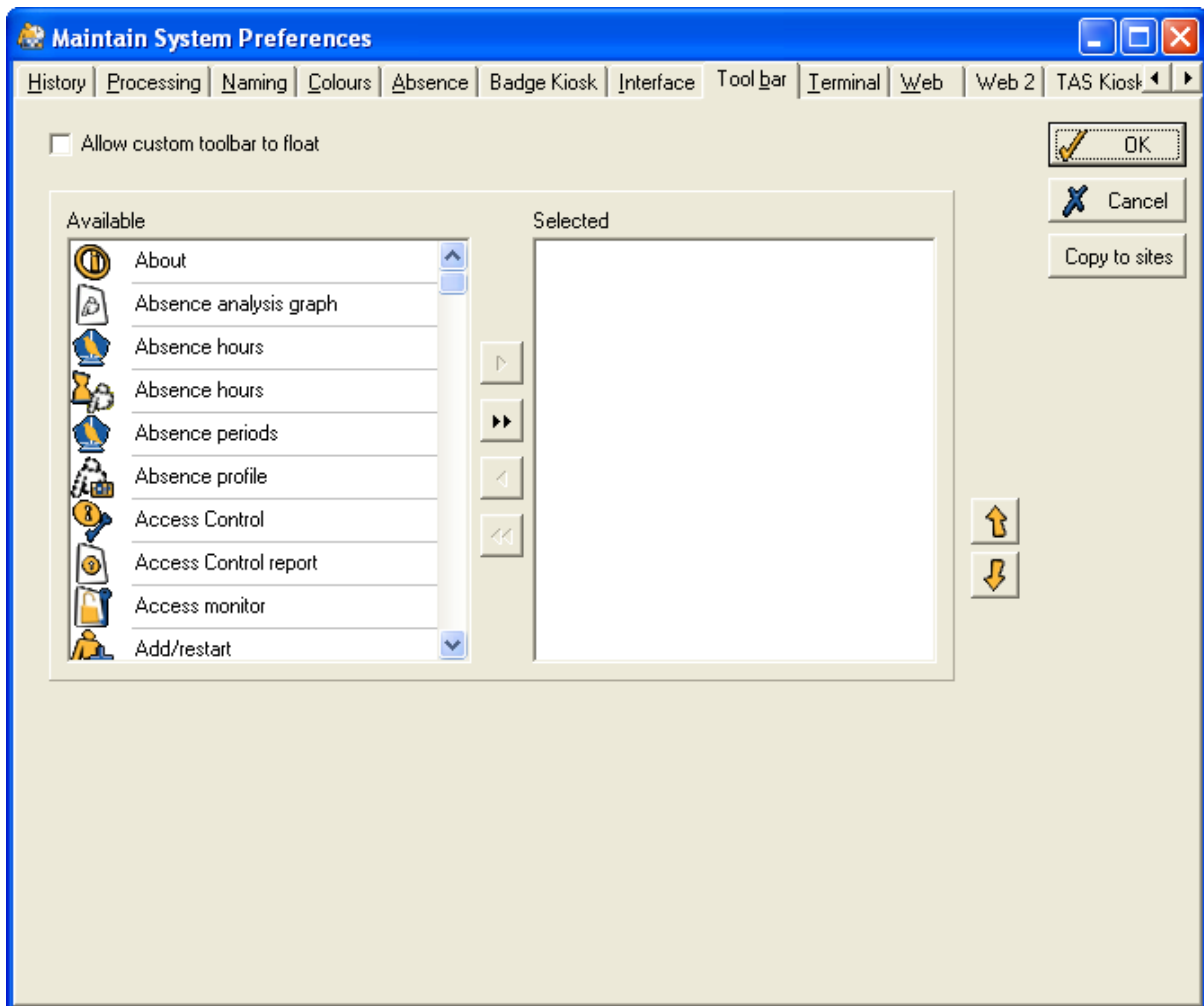 Maintain System Preferences
History Processing Naming Colours Absence Badge Kiosk Interface Tool bar Terminal Web Web 2 TAS Kiosk
Allow custom toolbar to float
OK
Cancel
Copy to sites
Available
About
Absence analysis graph
Absence hours
Absence hours
Absence periods
Absence profile
Access Control
Access Control report
Access monitor
Add/restart
Selected